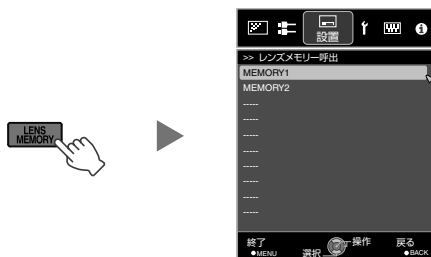 LENS
MEMORY
設置
>> レンズメモリー呼出
MEMORY1
MEMORY2
-----
-----
-----
-----
-----
-----
-----
-----
終了
●MENU
選択
操作
戻る
●BACK